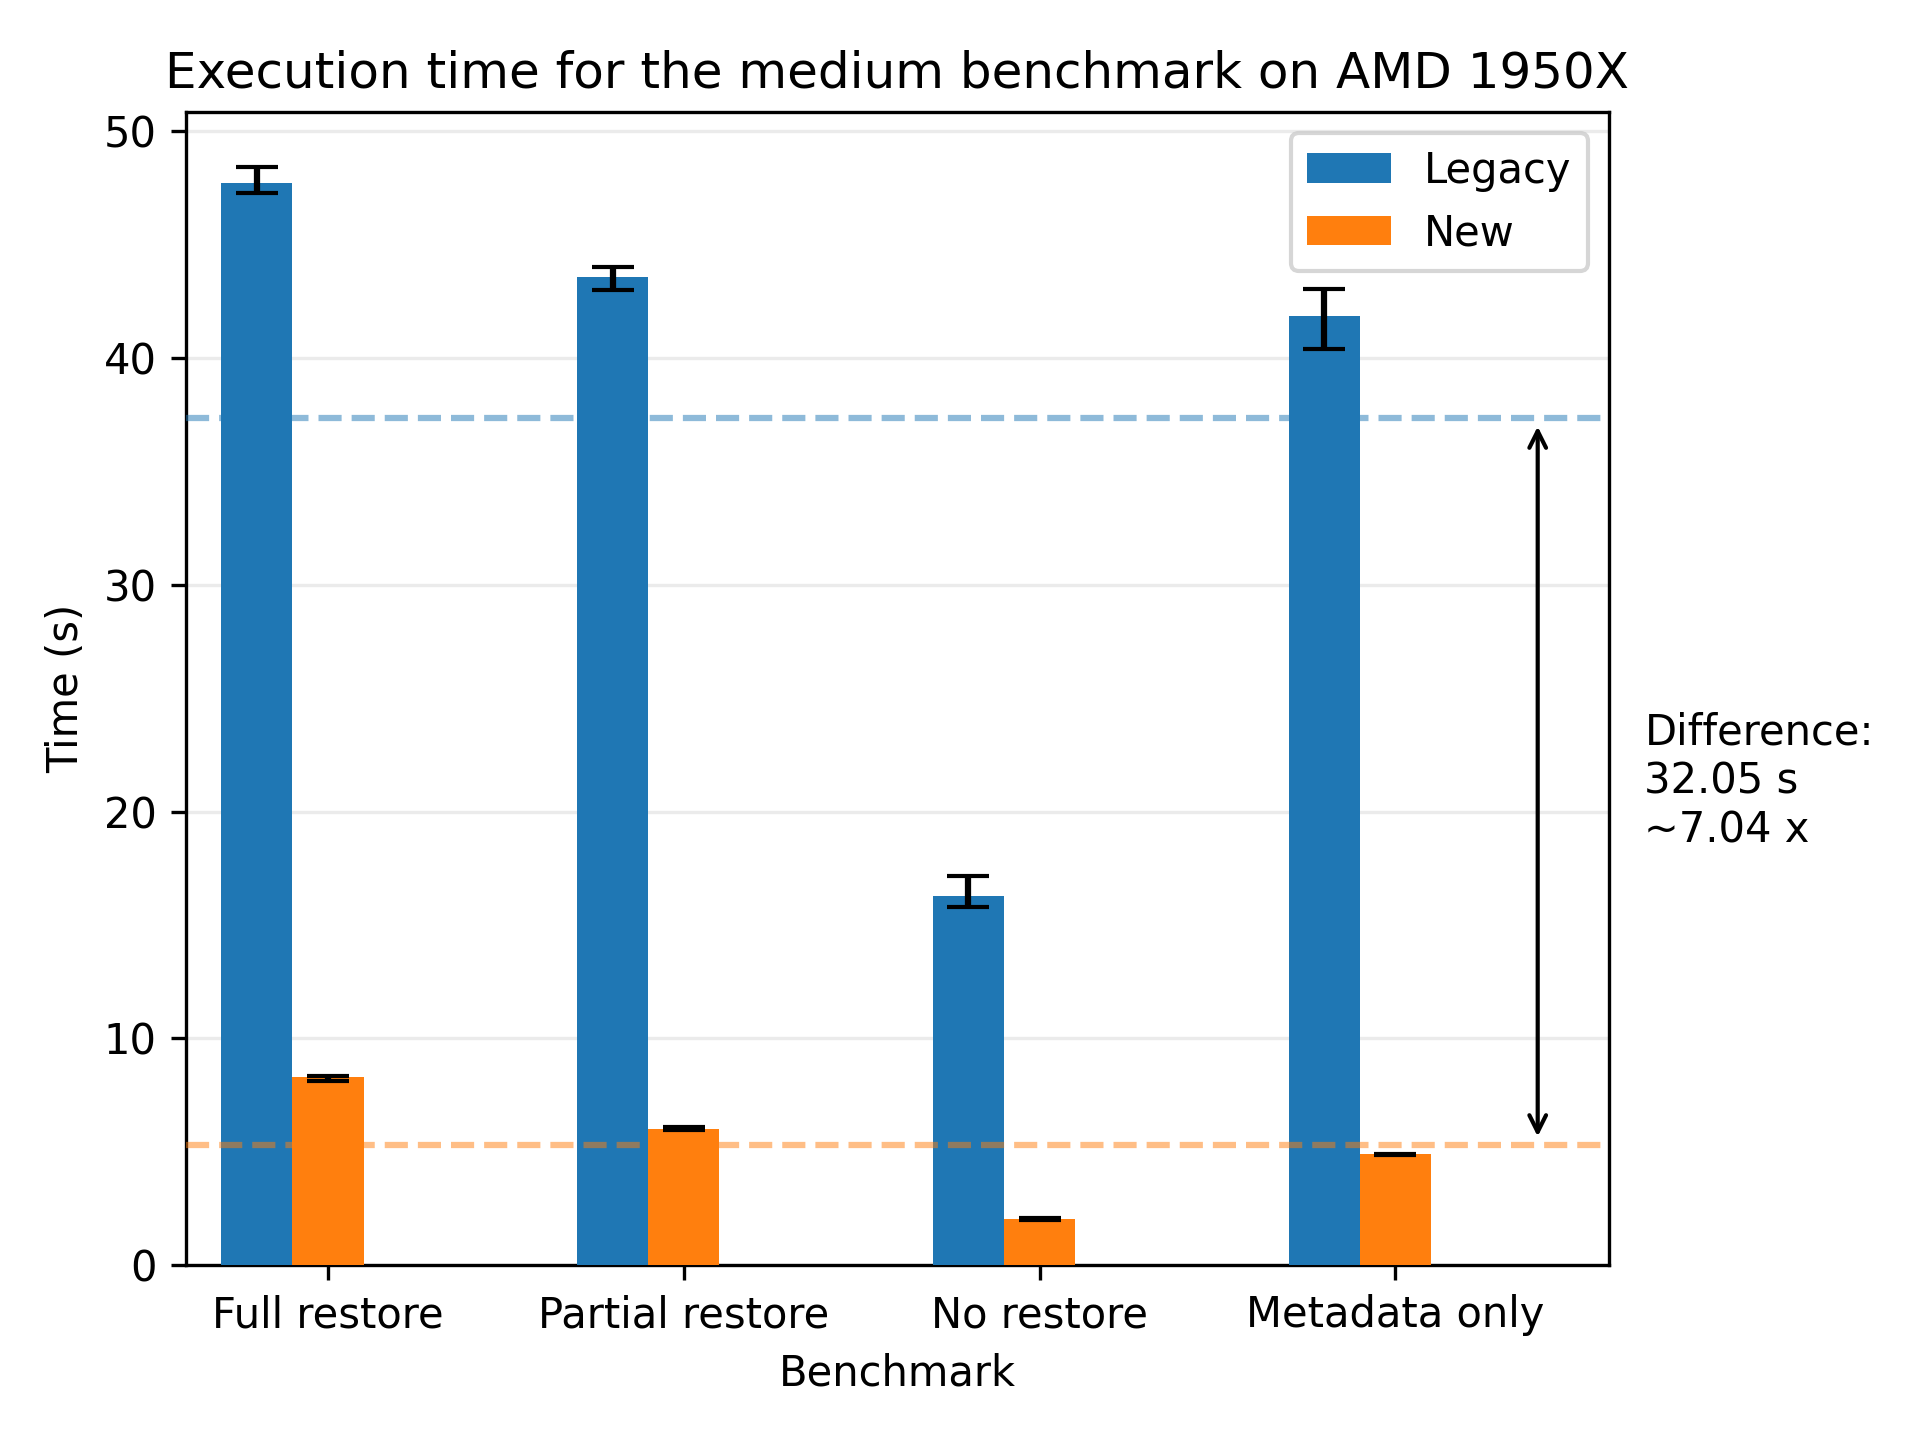 Execution time for the medium benchmark on AMD 1950X
50
40
30
20
10
0
Time (s)
Legacy
New
Difference:
32.05 s
~7.04 x
Full restore
Partial restore
No restore
Metadata only
Benchmark